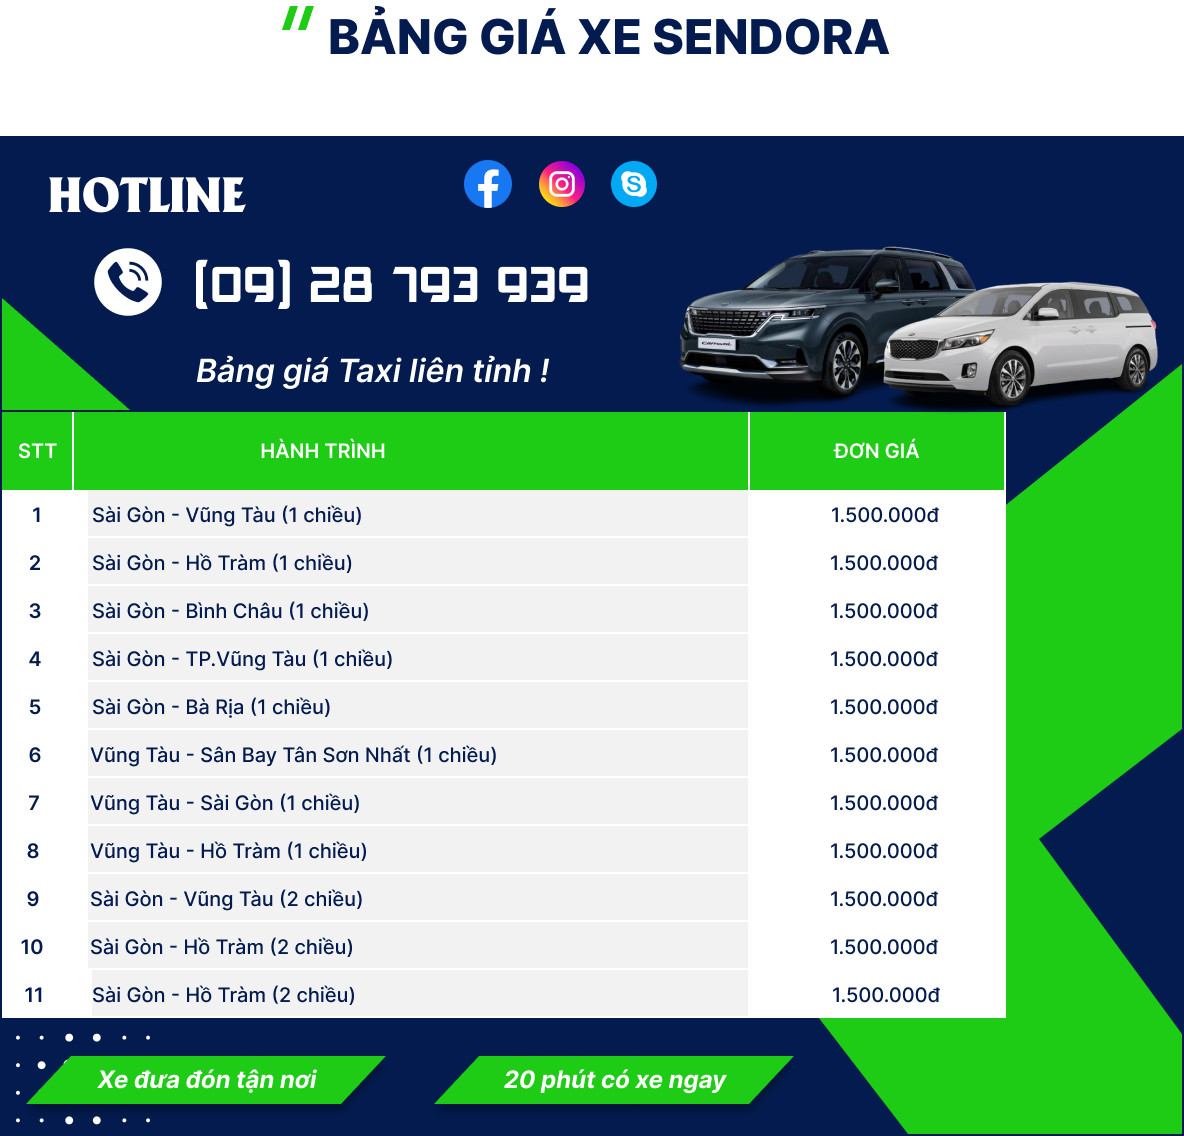 BẢNG GIÁ XE SENDORA
HOTLINE
(09) 28 793 939
Bảng giá Taxi liên tỉnh !
STT HÀNH TRÌNH ĐƠN GIÁ
1 Sài Gòn - Vũng Tàu (1 chiều) 1.500.000đ
2 Sài Gòn - Hồ Tràm (1 chiều) 1.500.000đ
3 Sài Gòn - Bình Châu (1 chiều) 1.500.000đ
4 Sài Gòn - TP.Vũng Tàu (1 chiều) 1.500.000đ
5 Sài Gòn - Bà Rịa (1 chiều) 1.500.000đ
6 Vũng Tàu - Sân Bay Tân Sơn Nhất (1 chiều) 1.500.000đ
7 Vũng Tàu - Sài Gòn (1 chiều) 1.500.000đ
8 Vũng Tàu - Hồ Tràm (1 chiều) 1.500.000đ
9 Sài Gòn - Vũng Tàu (2 chiều) 1.500.000đ
10 Sài Gòn - Hồ Tràm (2 chiều) 1.500.000đ
11 Sài Gòn - Hồ Tràm (2 chiều) 1.500.000đ
Xe đưa đón tận nơi 20 phút có xe ngay